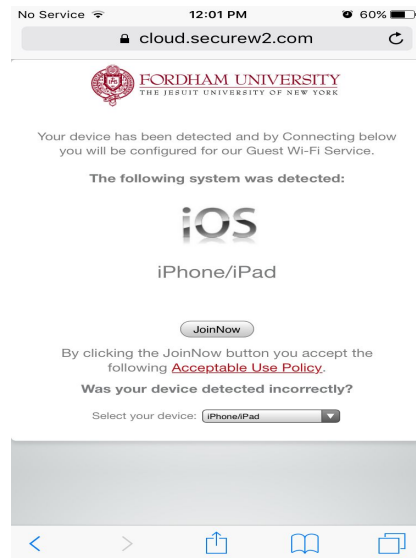 No Service 12:01 PM 60%
cloud.securew2.com
FORDHAM UNIVERSITY
THE JESUIT UNIVERSITY OF NEW YORK
Your device has been detected and by Connecting below
you will be configured for our Guest Wi-Fi Service.
The following system was detected:
iOS
iPhone/iPad
JoinNow
By clicking the JoinNow button you accept the
following Acceptable Use Policy.
Was your device detected incorrectly?
Select your device: iPhone/iPad